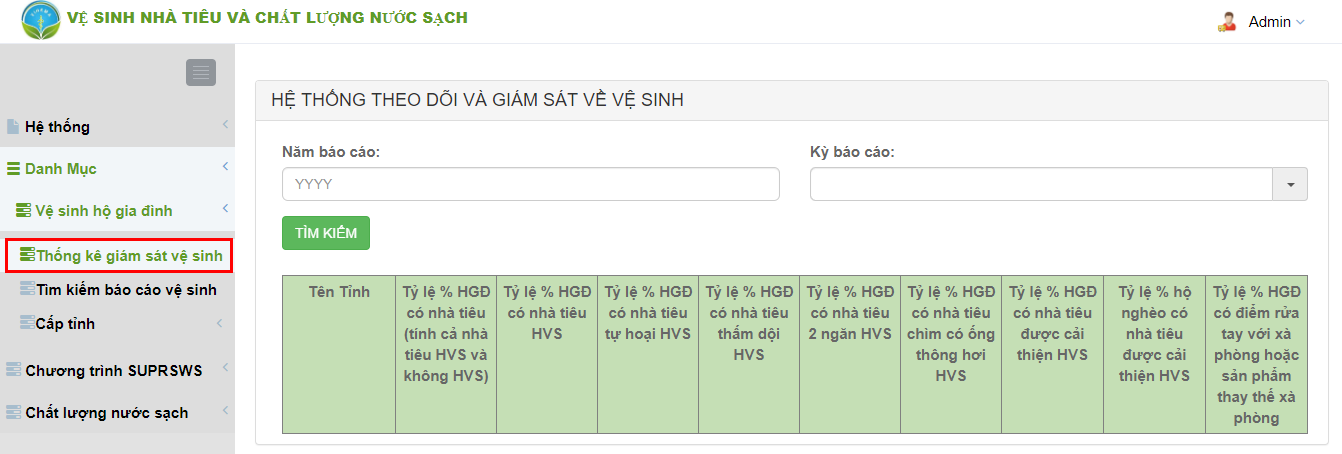 VỆ SINH NHÀ TIÊU VÀ CHẤT LƯỢNG NƯỚC SẠCH
Admin
Hệ thống
Danh Mục
Vệ sinh hộ gia đình
Thống kê giám sát vệ sinh
Tìm kiếm báo cáo vệ sinh
Cấp tỉnh
Chương trình SUPRSWS
Chất lượng nước sạch
HỆ THỐNG THEO DÕI VÀ GIÁM SÁT VỀ VỆ SINH
Năm báo cáo:
Kỳ báo cáo:
YYYY
TÌM KIẾM
Tên Tỉnh
Tỷ lệ % HGĐ
có nhà tiêu
(tính cả nhà
tiêu HVS và
không HVS)
Tỷ lệ % HGĐ
có nhà tiêu
HVS
Tỷ lệ % HGĐ
có nhà tiêu
tự hoại HVS
Tỷ lệ % HGĐ
có nhà tiêu
thấm dội
HVS
Tỷ lệ % HGĐ
có nhà tiêu
2 ngăn HVS
Tỷ lệ % HGĐ
có nhà tiêu
chìm có ống
thông hơi
HVS
Tỷ lệ % HGĐ
có nhà tiêu
được cải
thiện HVS
Tỷ lệ % hộ
nghèo có
nhà tiêu
được cải
thiện HVS
Tỷ lệ % HGĐ
có điểm rửa
tay với xà
phòng hoặc
sản phẩm
thay thế xà
phòng